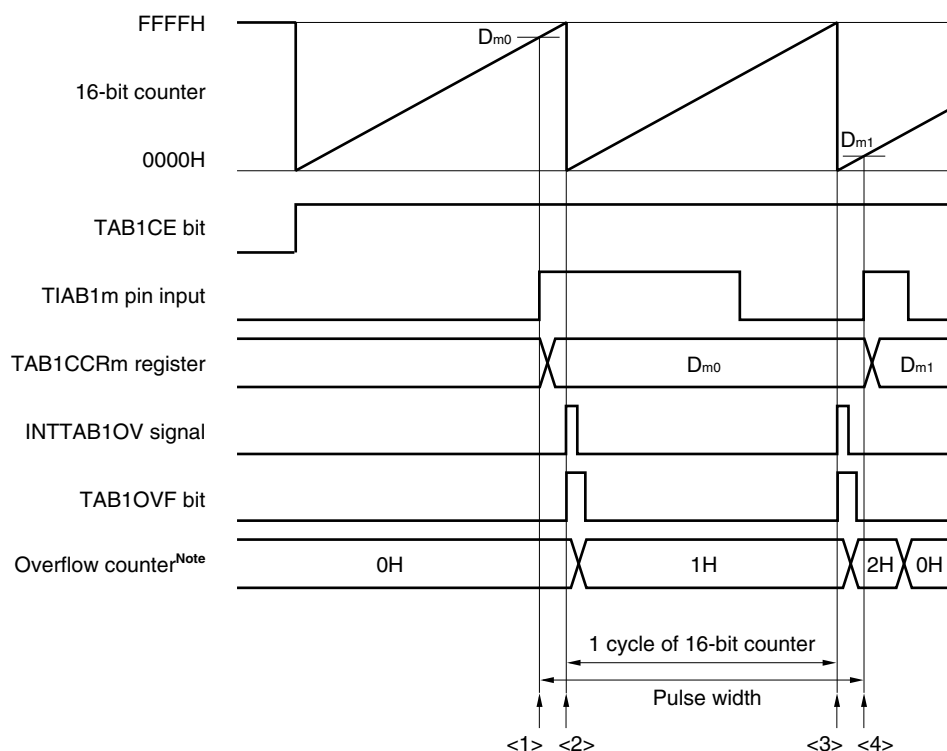 FFFFH
Dm0
16-bit counter
0000H
Dm1
TAB1CE bit
TIAB1m pin input
TAB1CCRm register
Dm0
Dm1
INTTAB1OV signal
TAB1OVF bit
Overflow counterNote
0H
1H
2H
0H
1 cycle of 16-bit counter
Pulse width
<1>
<2>
<3>
<4>